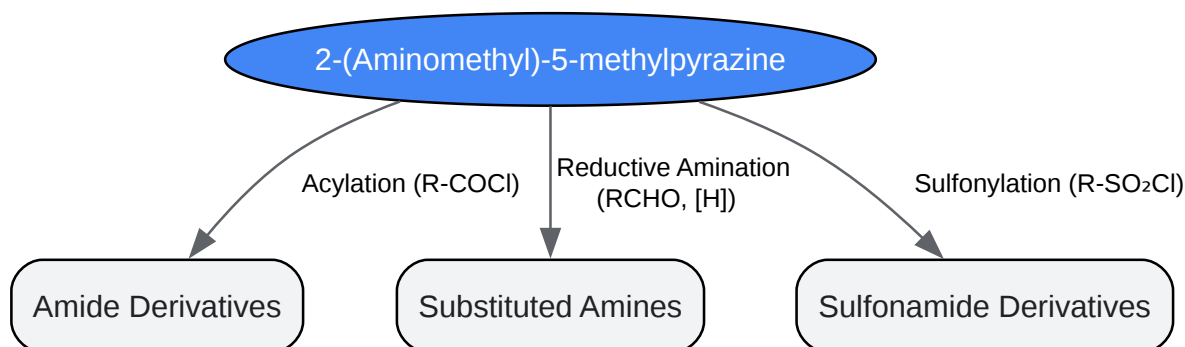 2-(Aminomethyl)-5-methylpyrazine
Acylation (R-COCl)
Reductive Amination
(RCHO, [H])
Sulfonylation (R-SO₂Cl)
Amide Derivatives
Substituted Amines
Sulfonamide Derivatives